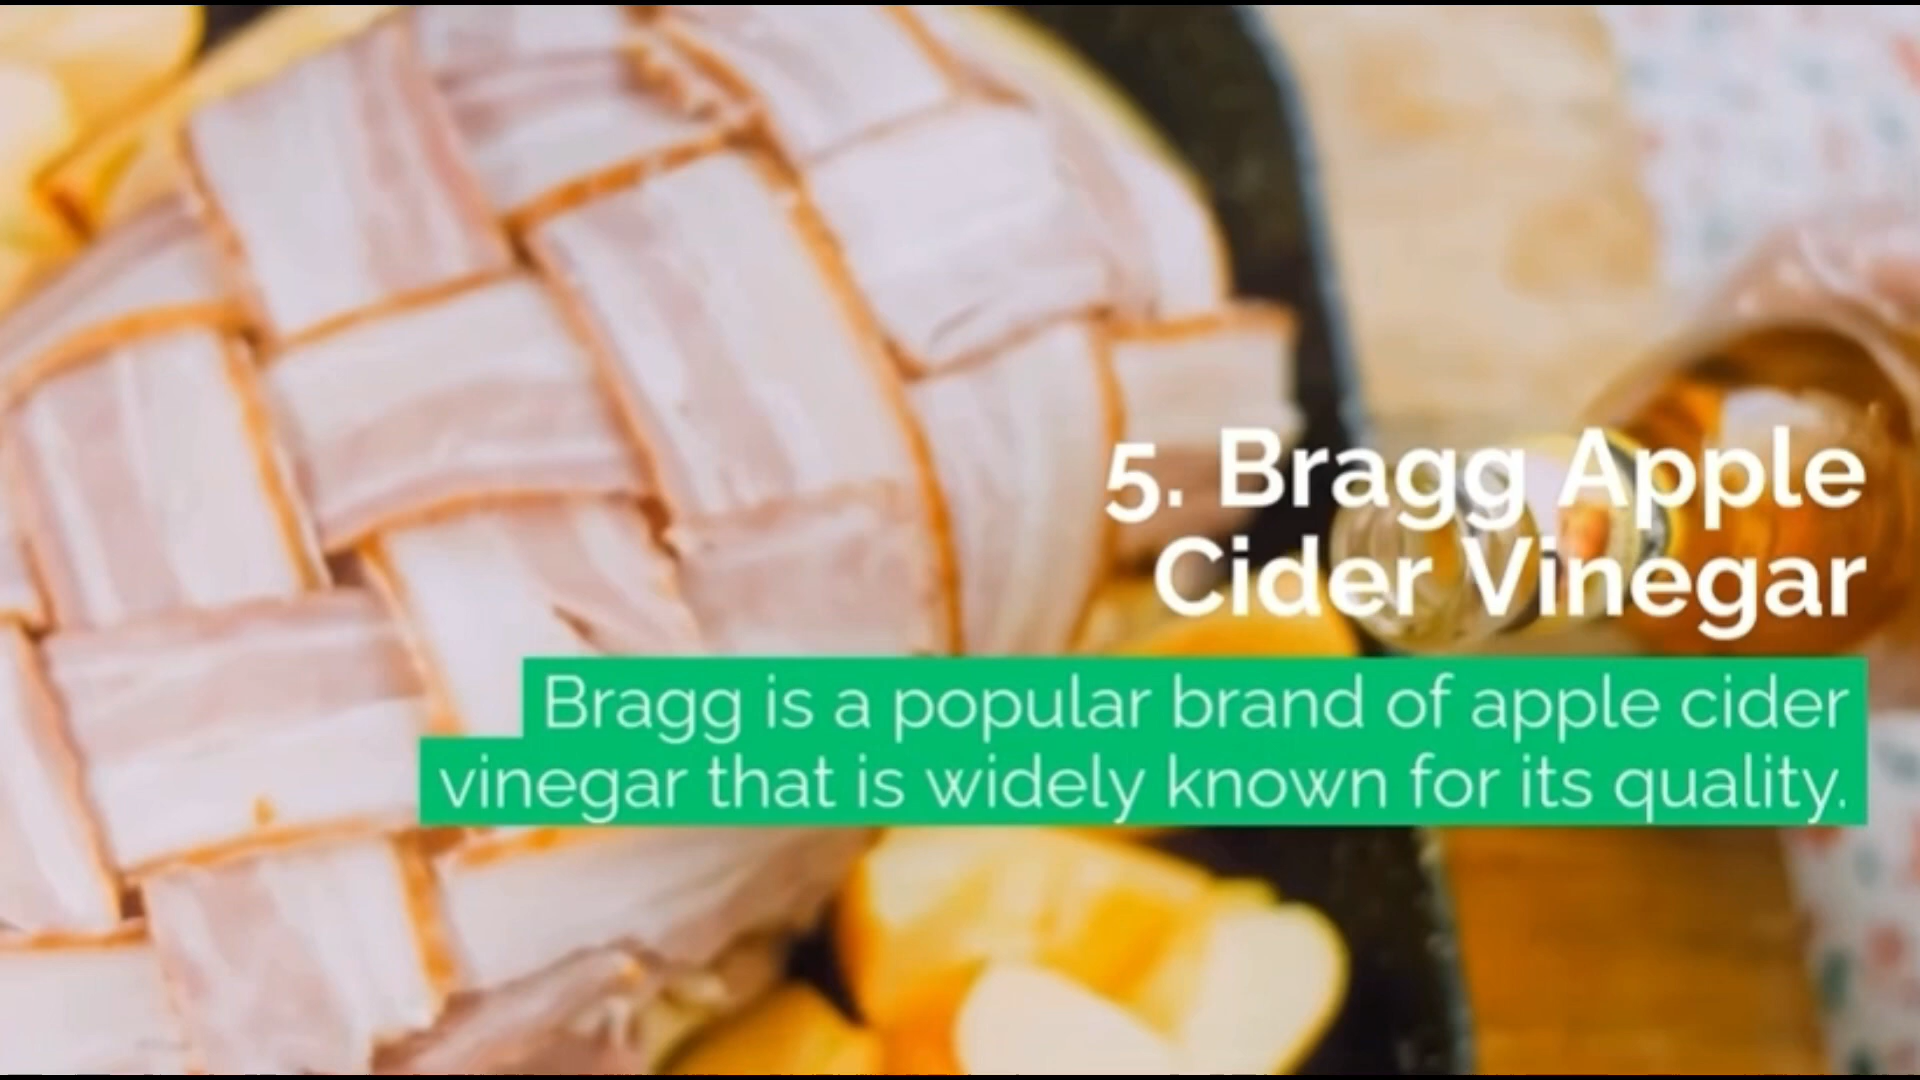 5. Bragg Apple
Cider Vinegar
Bragg is a popular brand of apple cider
vinegar that is widely known for its quality.